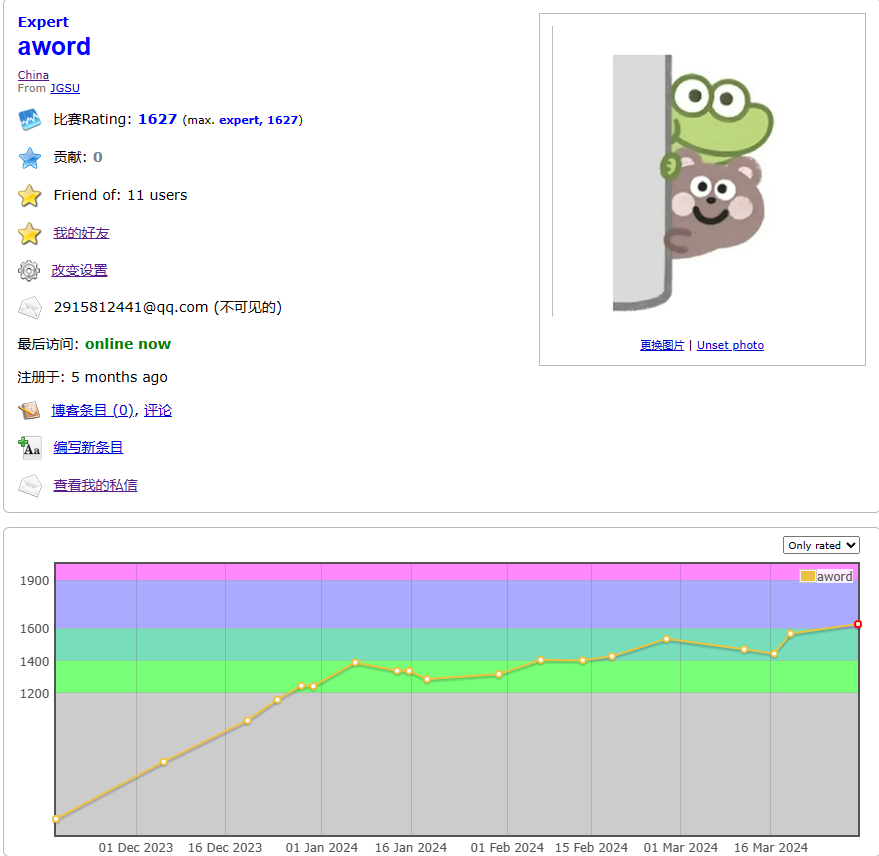 Expert
aword
China
From JGSU
比赛Rating: 1627 (max. expert, 1627)
贡献: 0
Friend of: 11 users
我的好友
改变设置
2915812441@qq.com (不可见的)
最后访问: online now
注册于: 5 months ago
博客条目 (0), 评论
Aa 编写新条目
查看我的私信
更换图片 | Unset photo
Only rated
aword
1900
1600
1400
1200
01 Dec 2023 16 Dec 2023 01 Jan 2024 16 Jan 2024 01 Feb 2024 15 Feb 2024 01 Mar 2024 16 Mar 2024